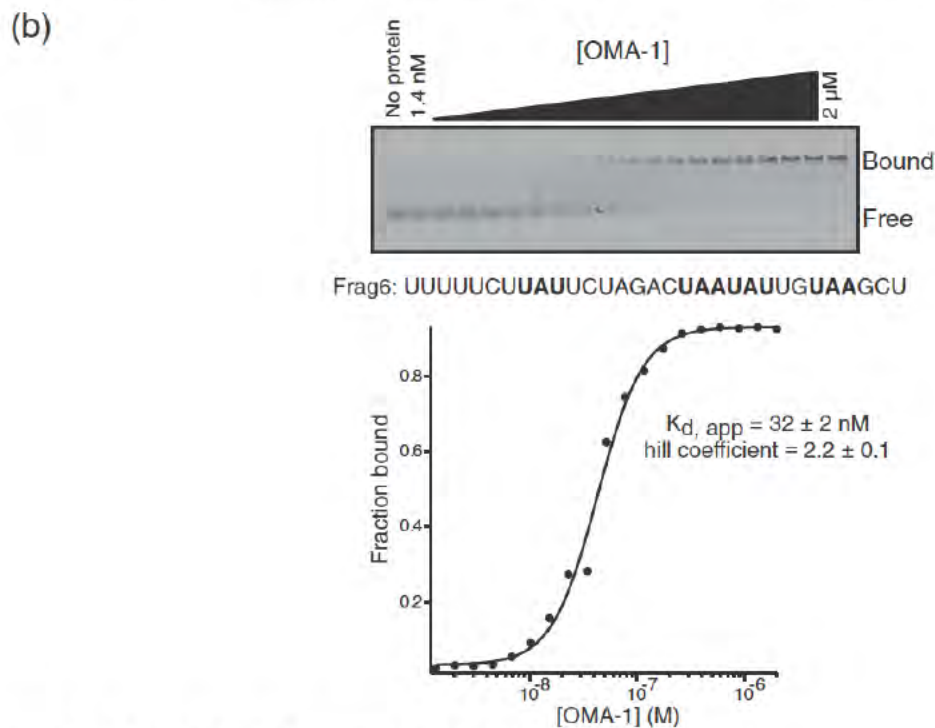 (b)
[OMA-1]
No protein
1.4 nM
2 µM
Bound
Free
Frag6: UUUUUCUUAUUCUAGACUAAUAUUGUAAGCU
0.8
0.6
0.4
0.2
Fraction bound
Kd, app = 32 ± 2 nM
hill coefficient = 2.2 ± 0.1
10-8
10-7
10-6
[OMA-1] (M)